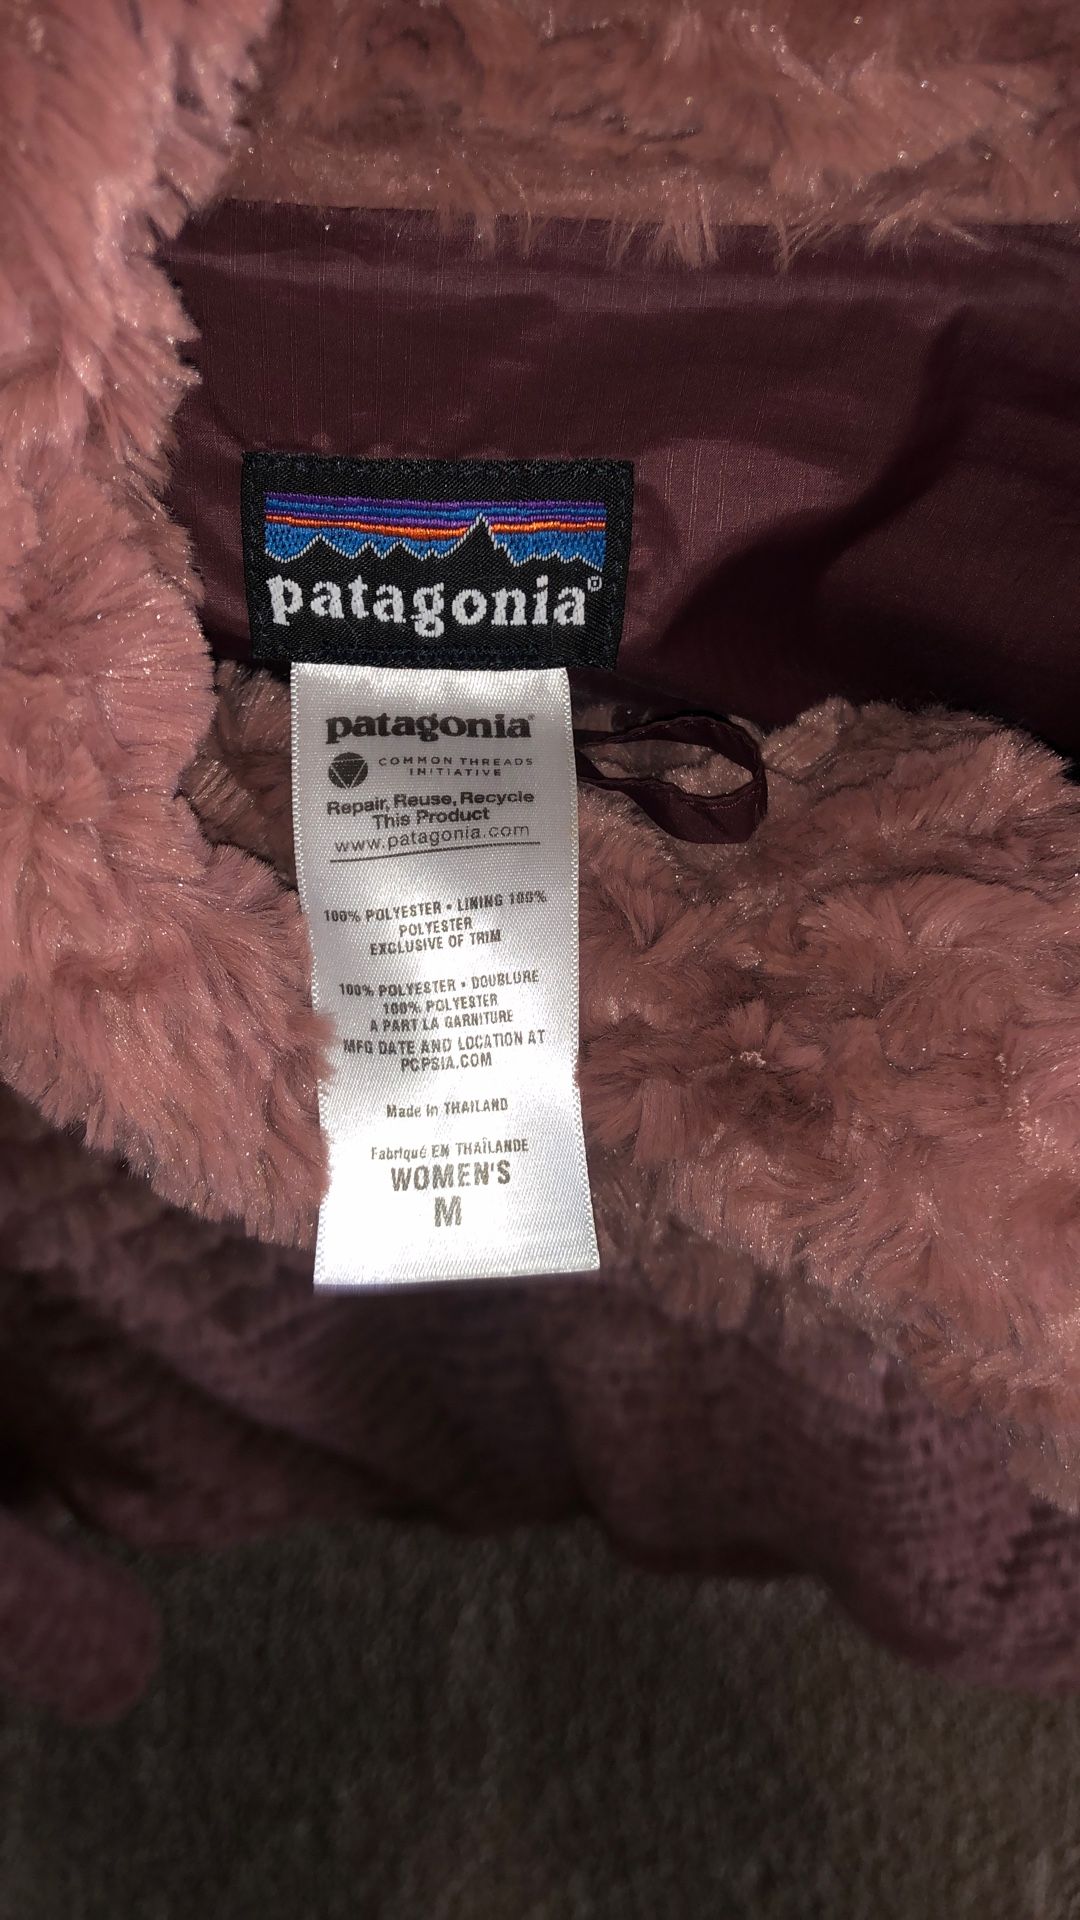 patagonia®
patagonia®
COMMON THREADS
INITIATIVE
Repair, Reuse, Recycle
This Product
www.patagonia.com
100% POLYESTER • LINING 100%
POLYESTER
EXCLUSIVE OF TRIM
100% POLYESTER • DOUBLURE
100% POLYESTER
A PART LA GARNITURE
MFG DATE AND LOCATION AT
PCPSIA.COM
Made in THAILAND
Fabriqué EN THAÏLANDE
WOMEN'S
M